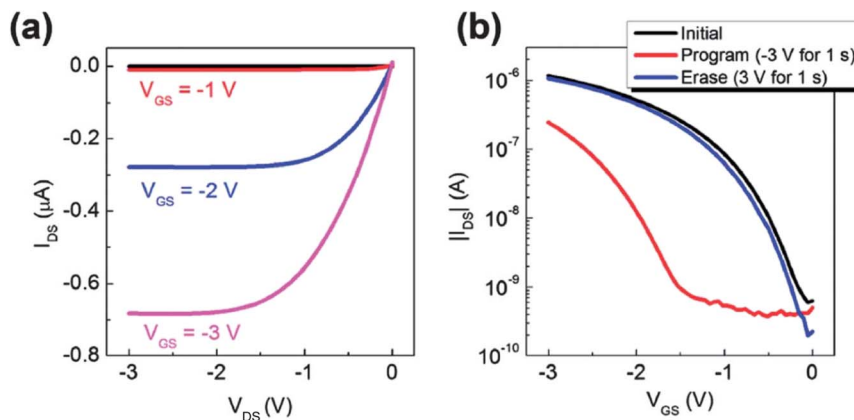 (a)
0.0
-0.2
-0.4
-0.6
-0.8
I_DS (μA)
V_GS = -1 V
V_GS = -2 V
V_GS = -3 V
-3
-2
-1
0
V_DS (V)
(b)
Initial
Program (-3 V for 1 s)
Erase (3 V for 1 s)
10^-6
10^-7
10^-8
10^-9
10^-10
||I_DS| (A)
-3
-2
-1
0
V_GS (V)